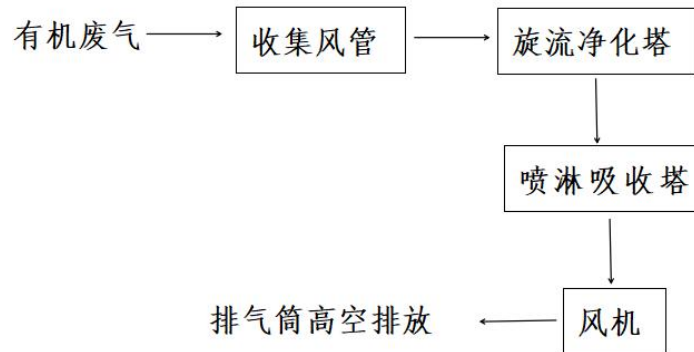 有机废气
收集风管
旋流净化塔
喷淋吸收塔
风机
排气筒高空排放